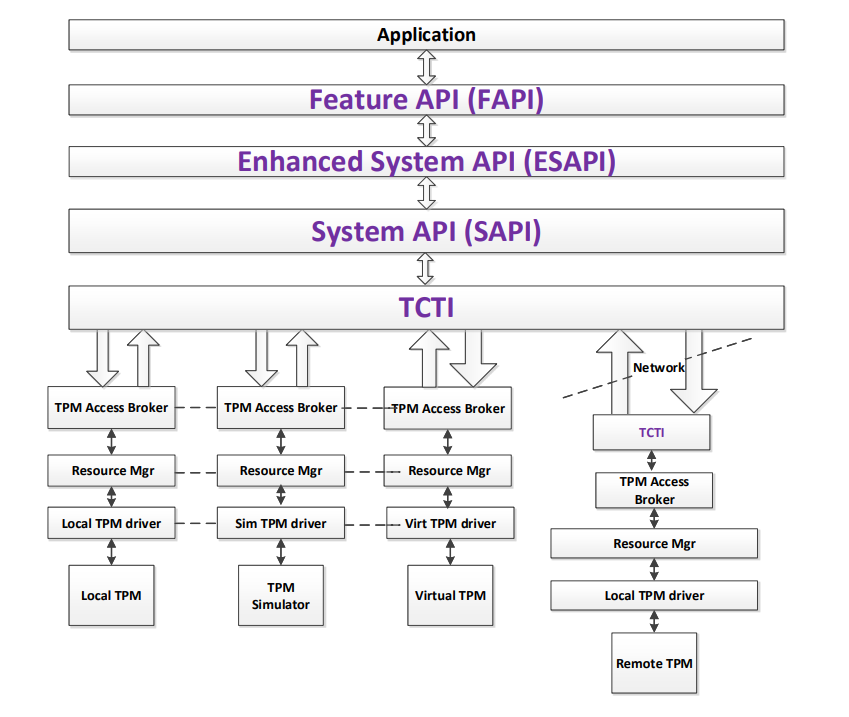 Application
Feature API (FAPI)
Enhanced System API (ESAPI)
System API (SAPI)
TCTI
Network
TPM Access Broker
TPM Access Broker
TPM Access Broker
TCTI
Resource Mgr
Resource Mgr
Resource Mgr
TPM Access
Broker
Local TPM driver
Sim TPM driver
Virt TPM driver
Resource Mgr
Local TPM
TPM
Simulator
Virtual TPM
Local TPM driver
Remote TPM